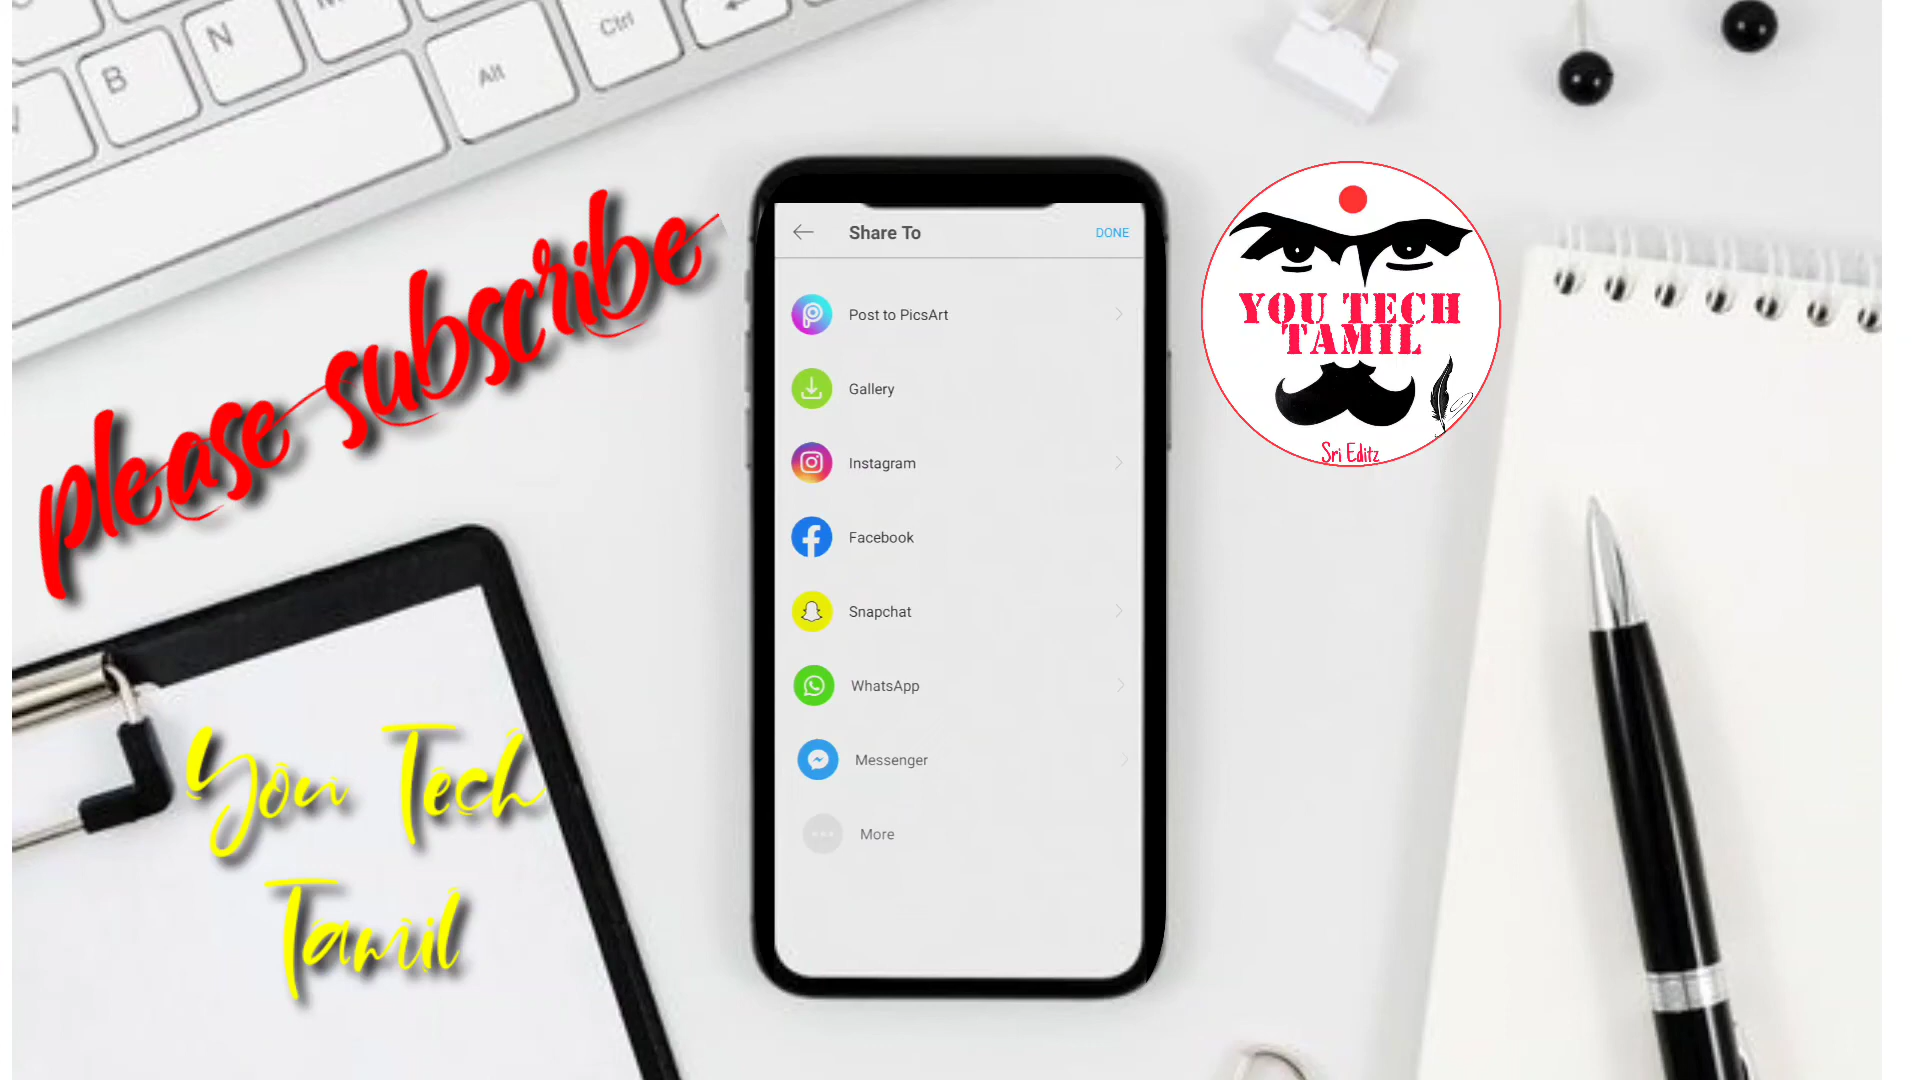 N
B
Alt
Ctrl
please subscribe
Share To
DONE
Post to PicsArt
Gallery
Instagram
Facebook
Snapchat
WhatsApp
Messenger
More
YOU TECH
TAMIL
Sri Editz
You Tech
Tamil